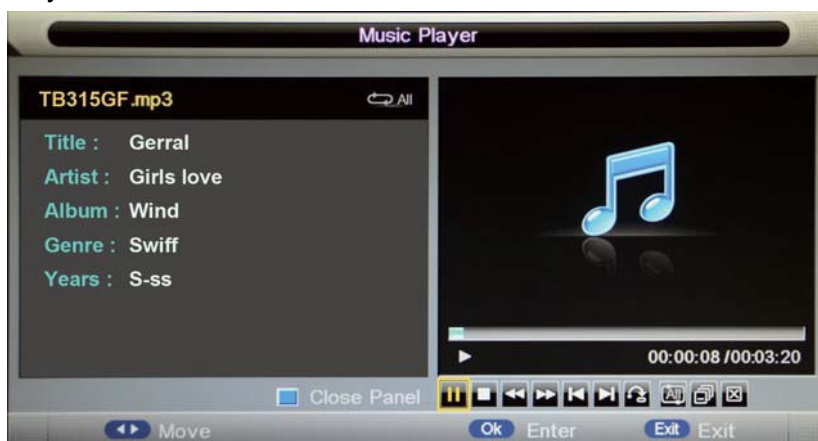 Music Player
TB315GF.mp3 All
Title : Gerral
Artist : Girls love
Album : Wind
Genre : Swiff
Years : S-ss
00:00:08 /00:03:20
All
Close Panel
Move Ok Enter Exit Exit